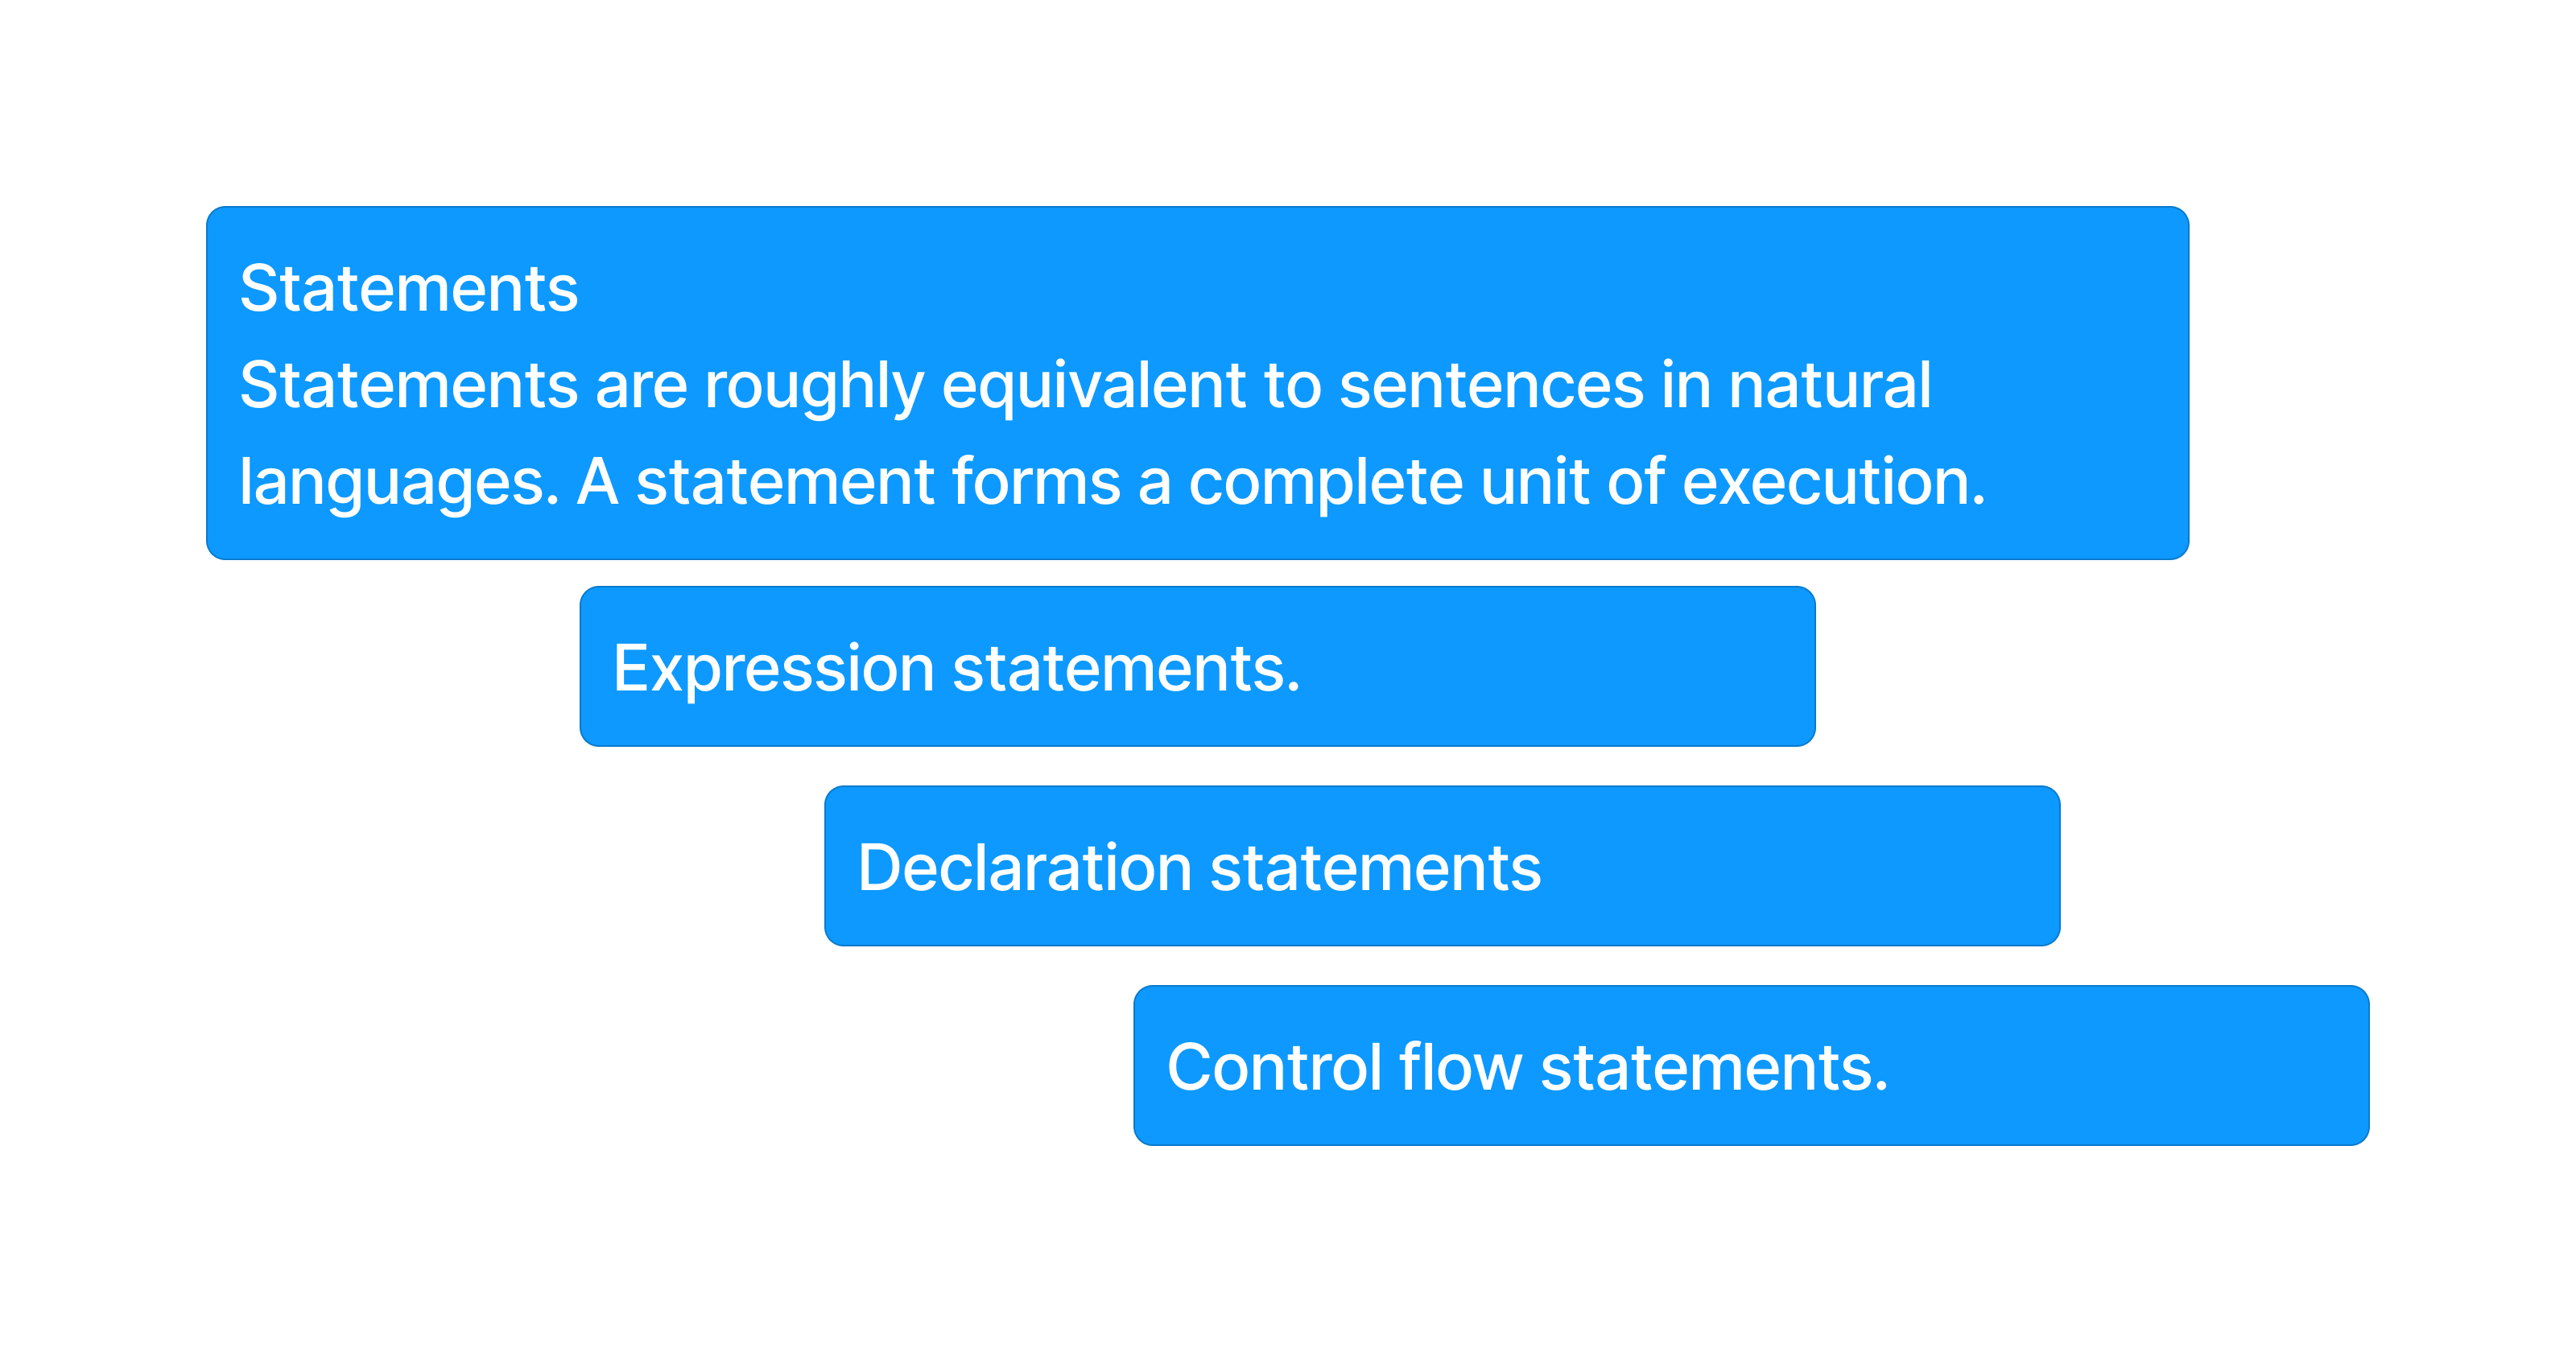 Statements
Statements are roughly equivalent to sentences in natural
languages. A statement forms a complete unit of execution.
Expression statements.
Declaration statements
Control flow statements.